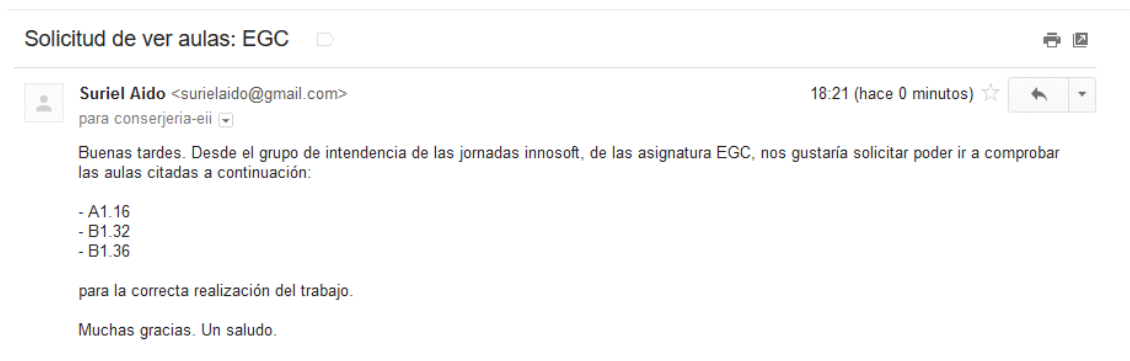 Solicitud de ver aulas: EGC
Suriel Aido <surielaido@gmail.com>
18:21 (hace 0 minutos)
para conserjeria-eii
Buenas tardes. Desde el grupo de intendencia de las jornadas innosoft, de las asignatura EGC, nos gustaría solicitar poder ir a comprobar
las aulas citadas a continuación:
- A1.16
- B1.32
- B1.36
para la correcta realización del trabajo.
Muchas gracias. Un saludo.